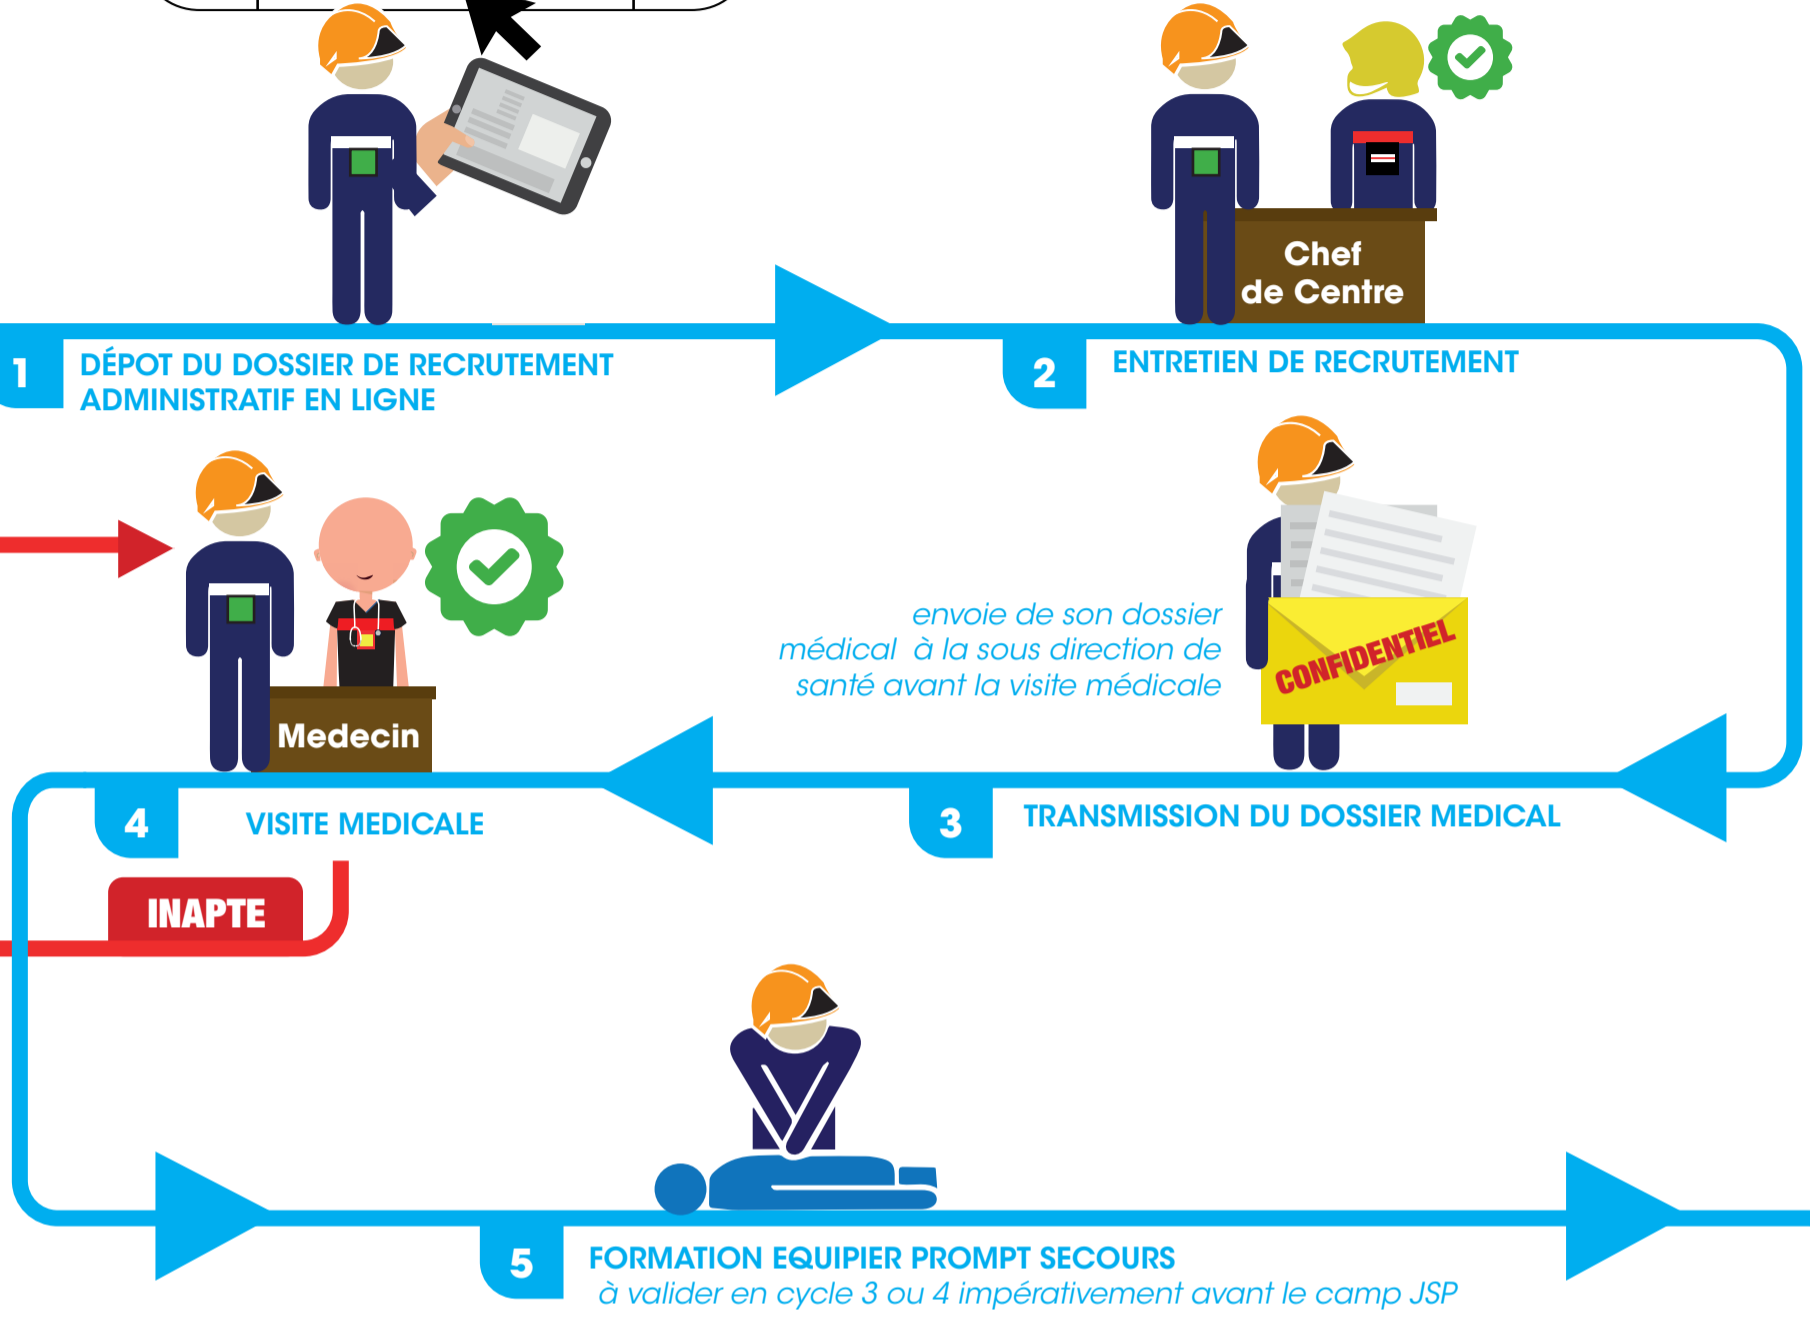 Chef
de Centre
1
DÉPOT DU DOSSIER DE RECRUTEMENT
ADMINISTRATIF EN LIGNE
2
ENTRETIEN DE RECRUTEMENT
envoie de son dossier
médical à la sous direction de
santé avant la visite médicale
CONFIDENTIEL
Medecin
4
VISITE MEDICALE
3
TRANSMISSION DU DOSSIER MEDICAL
INAPTE
5
FORMATION EQUIPIER PROMPT SECOURS
à valider en cycle 3 ou 4 impérativement avant le camp JSP